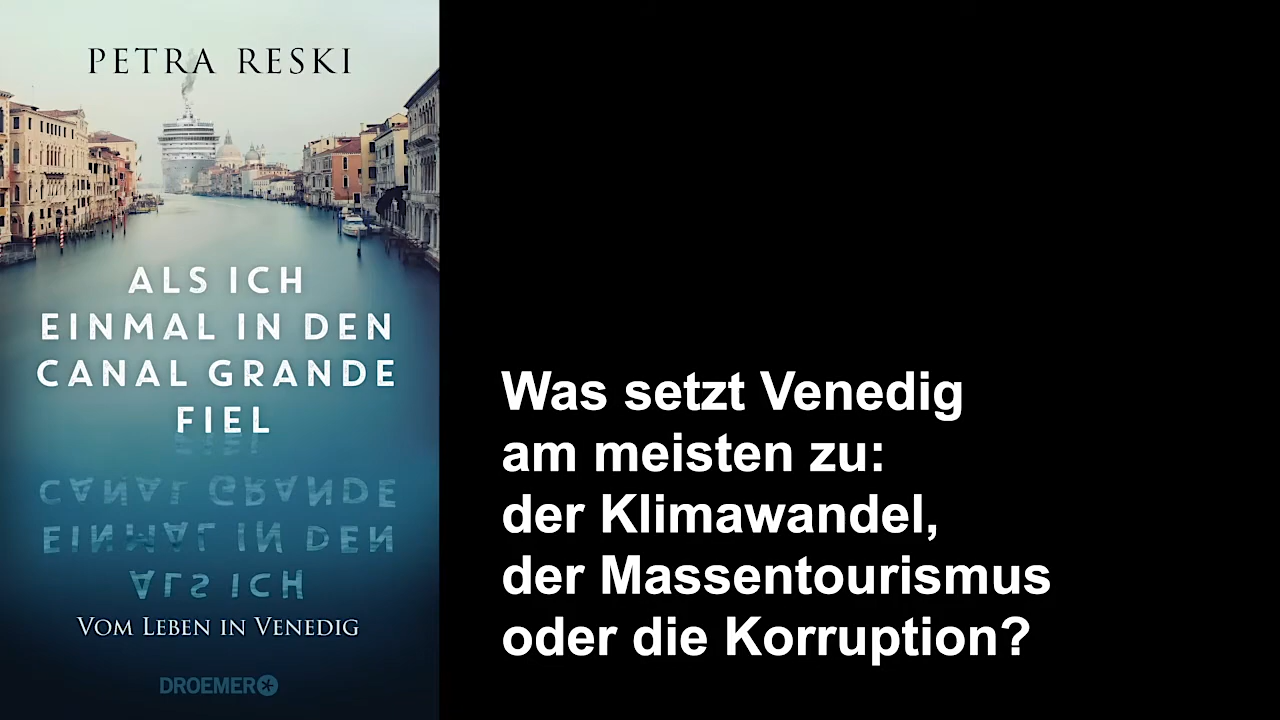 PETRA RESKI
ALS ICH
EINMAL IN DEN
CANAL GRANDE
FIEL
FIEL
CANAL GRANDE
EINMAL IN DEN
ALS ICH
VOM LEBEN IN VENEDIG
DROEMER
Was setzt Venedig
am meisten zu:
der Klimawandel,
der Massentourismus
oder die Korruption?